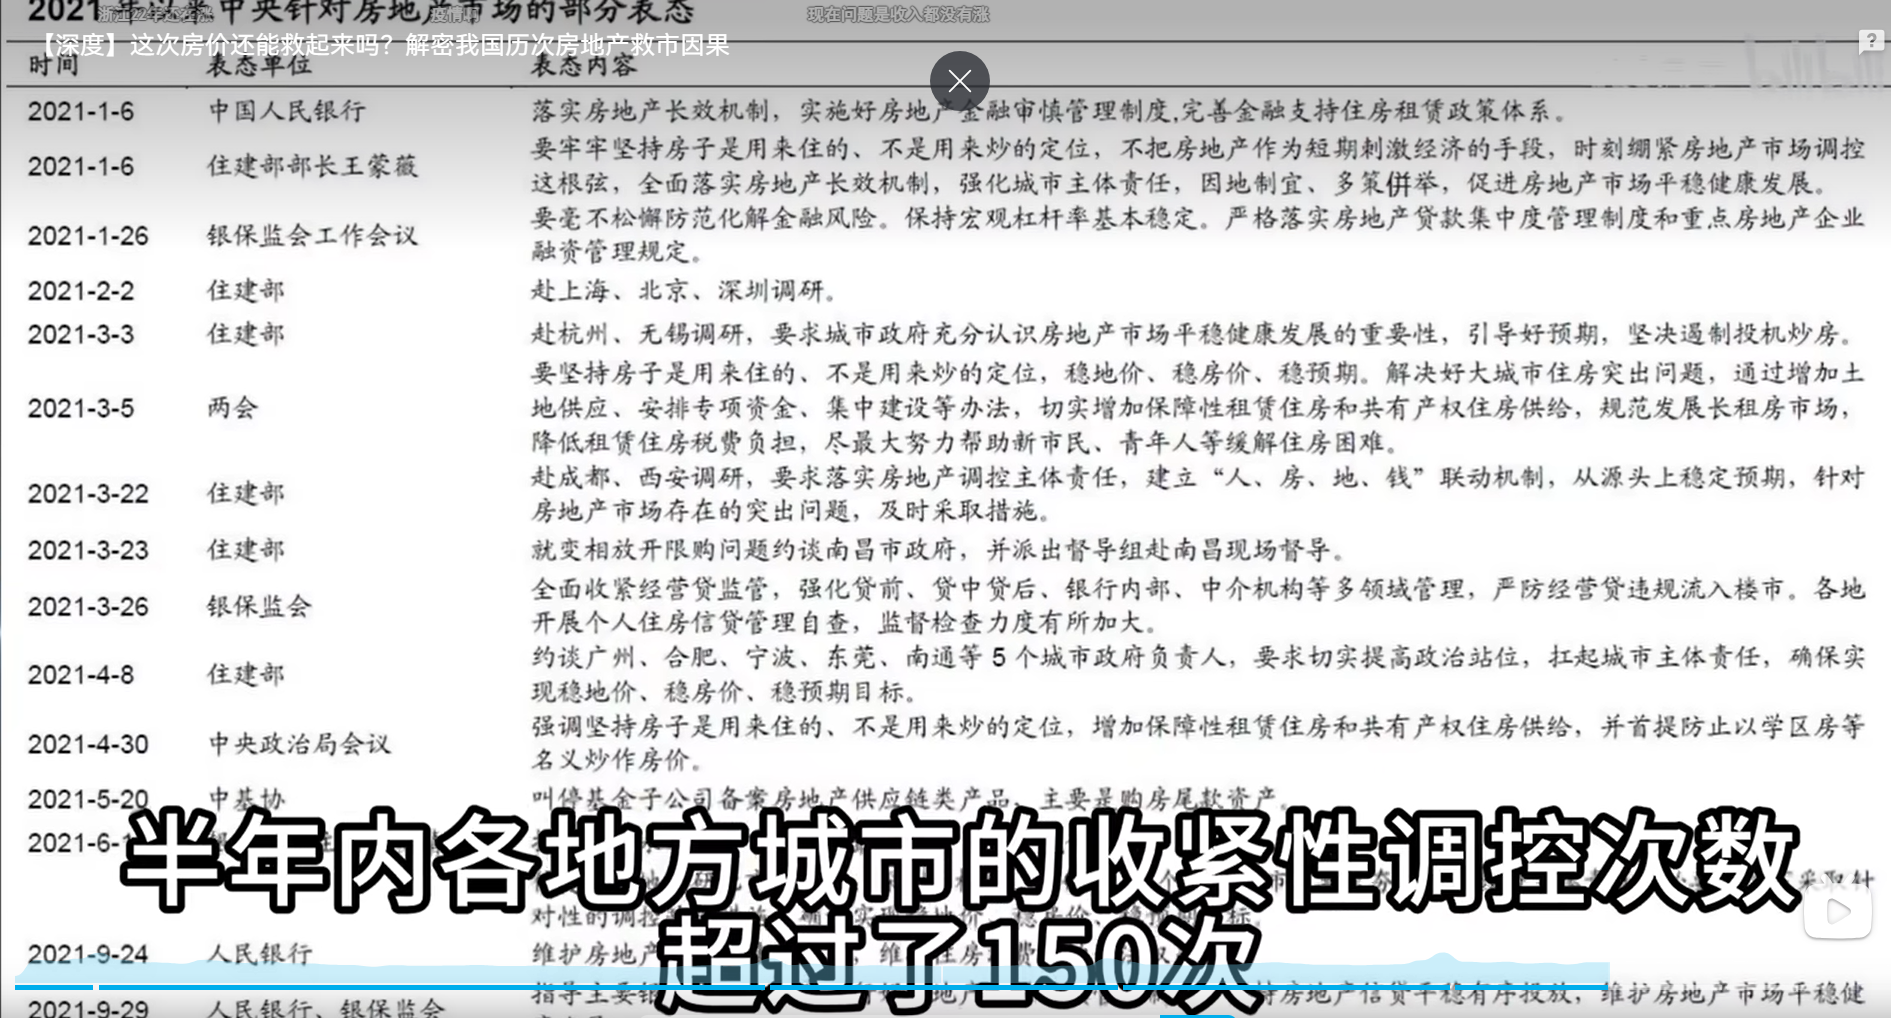 2021年以来中央针对房地产市场的部分表态
浙江22年还在涨
疫情啊
现在问题是收入都没有涨
【深度】这次房价还能救起来吗？解密我国历次房地产救市因果
时间 表态单位 表态内容
2021-1-6 中国人民银行 落实房地产长效机制，实施好房地产金融审慎管理制度,完善金融支持住房租赁政策体系。
2021-1-6 住建部部长王蒙薇 要牢牢坚持房子是用来住的、不是用来炒的定位，不把房地产作为短期刺激经济的手段，时刻绷紧房地产市场调控
这根弦，全面落实房地产长效机制，强化城市主体责任，因地制宜、多策併举，促进房地产市场平稳健康发展。
2021-1-26 银保监会工作会议 要毫不松懈防范化解金融风险。保持宏观杠杆率基本稳定。严格落实房地产贷款集中度管理制度和重点房地产企业
融资管理规定。
2021-2-2 住建部 赴上海、北京、深圳调研。
2021-3-3 住建部 赴杭州、无锡调研，要求城市政府充分认识房地产市场平稳健康发展的重要性，引导好预期，坚决遏制投机炒房。
2021-3-5 两会 要坚持房子是用来住的、不是用来炒的定位，稳地价、稳房价、稳预期。解决好大城市住房突出问题，通过增加土
地供应、安排专项资金、集中建设等办法，切实增加保障性租赁住房和共有产权住房供给，规范发展长租房市场，
降低租赁住房税费负担，尽最大努力帮助新市民、青年人等缓解住房困难。
2021-3-22 住建部 赴成都、西安调研，要求落实房地产调控主体责任，建立“人、房、地、钱”联动机制，从源头上稳定预期，针对
房地产市场存在的突出问题，及时采取措施。
2021-3-23 住建部 就变相放开限购问题约谈南昌市政府，并派出督导组赴南昌现场督导。
2021-3-26 银保监会 全面收紧经营贷监管，强化贷前、贷中贷后、银行内部、中介机构等多领域管理，严防经营贷违规流入楼市。各地
开展个人住房信贷管理自查，监督检查力度有所加大。
2021-4-8 住建部 约谈广州、合肥、宁波、东莞、南通等 5 个城市政府负责人，要求切实提高政治站位，扛起城市主体责任，确保实
现稳地价、稳房价、稳预期目标。
2021-4-30 中央政治局会议 强调坚持房子是用来住的、不是用来炒的定位，增加保障性租赁住房和共有产权住房供给，并首提防止以学区房等
名义炒作房价。
2021-5-20 中基协 叫停基金子公司备案房地产供应链类产品，主要是购房尾款资产。
2021-6-
半年内各地方城市的收紧性调控次数
采取针
对性的调控 标。
超过了150次
2021-9-24 人民银行 维护房地产
2021-9-29 人民银行、银保监会 指导主要银 持房地产信贷平稳有序投放，维护房地产市场平稳健